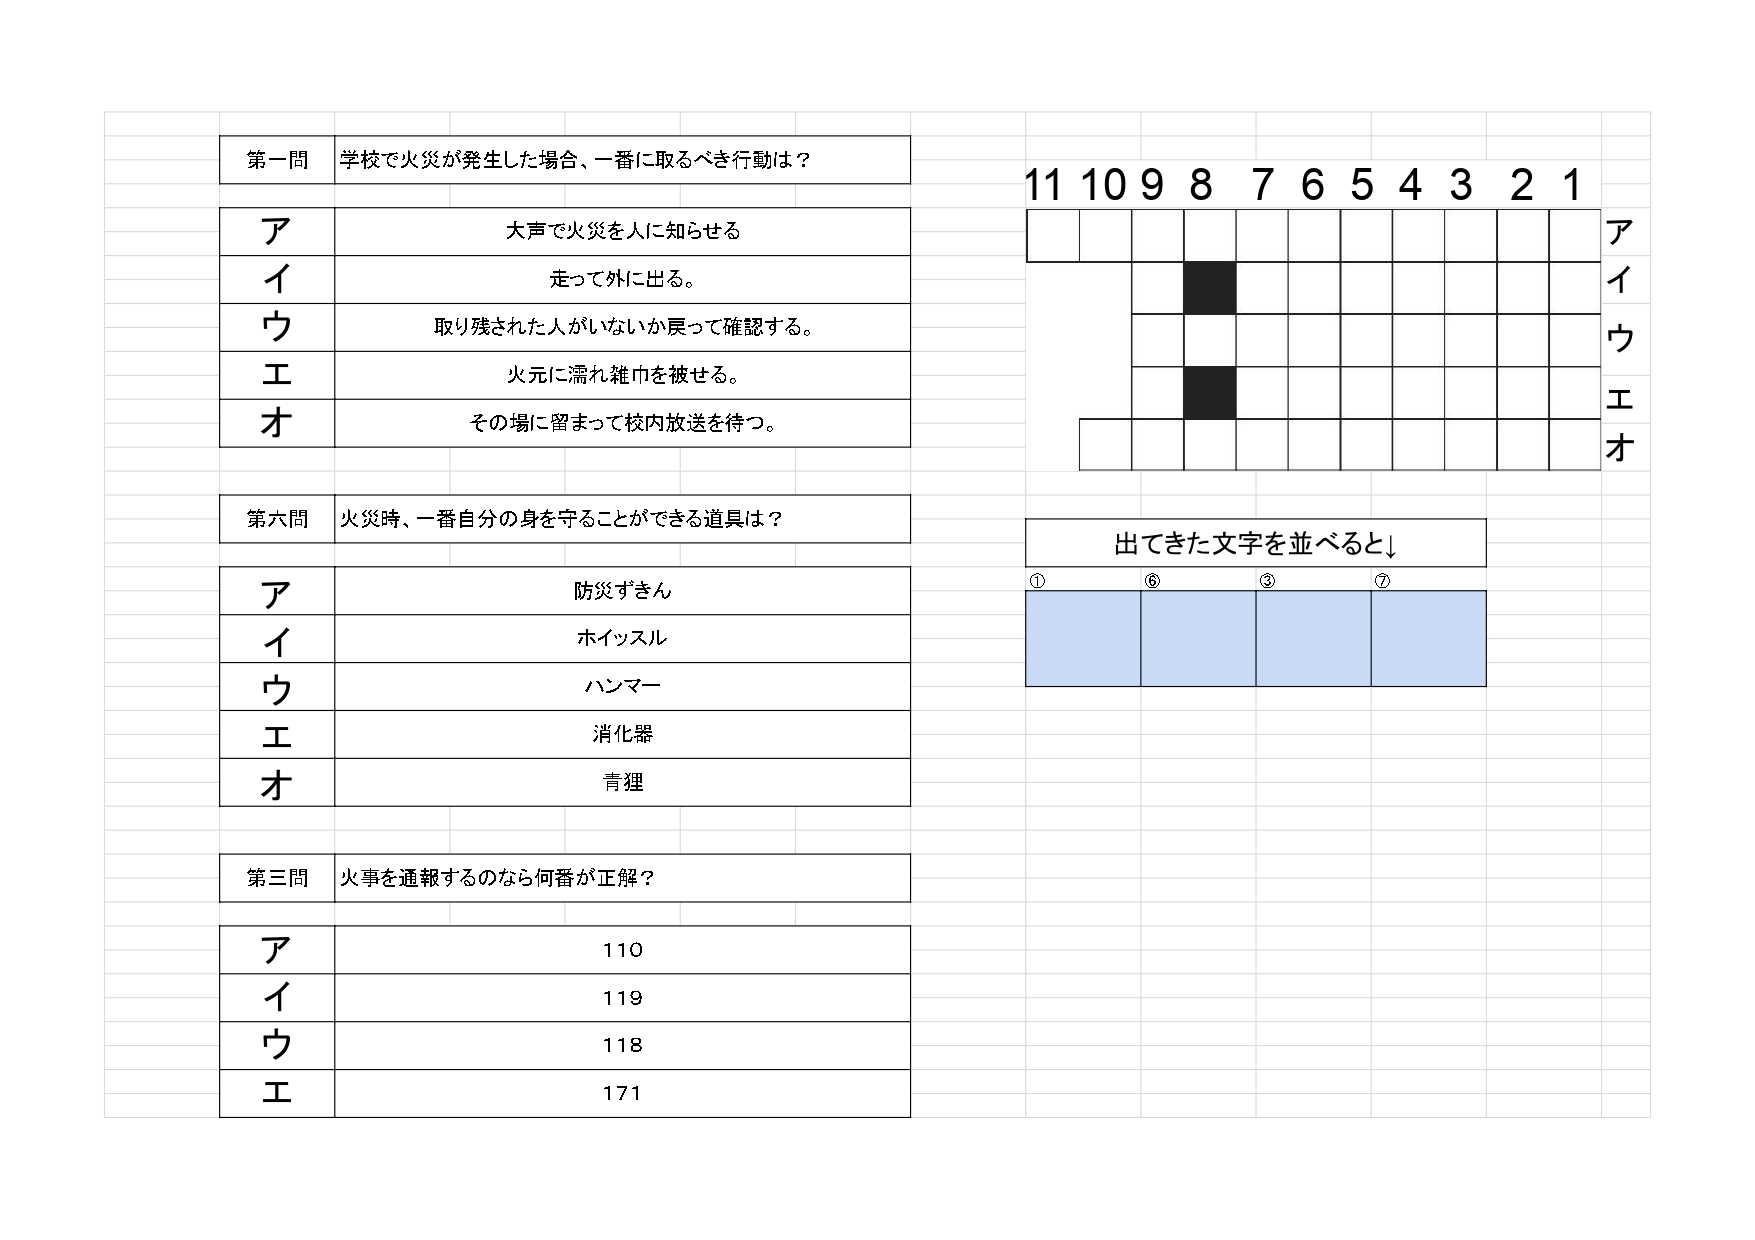 第一問 学校で火災が発生した場合、一番に取るべき行動は？
ア 大声で火災を人に知らせる
イ 走って外に出る。
ウ 取り残された人がいないか戻って確認する。
エ 火元に濡れ雑巾を被せる。
オ その場に留まって校内放送を待つ。
第六問 火災時、一番自分の身を守ることができる道具は？
ア 防災ずきん
イ ホイッスル
ウ ハンマー
エ 消化器
オ 青狸
第三問 火事を通報するのなら何番が正解？
ア 110
イ 119
ウ 118
エ 171
11 10 9 8 7 6 5 4 3 2 1
ア
イ
ウ
エ
オ
出てきた文字を並べると↓
① ⑥ ③ ⑦